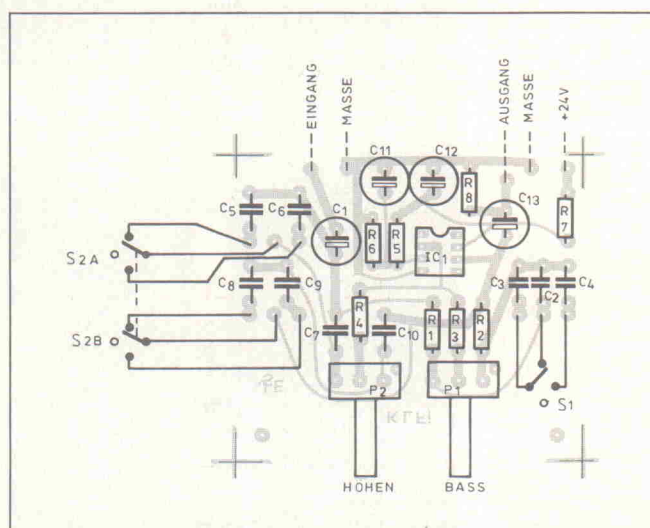 EINGANG
MASSE
AUSGANG
MASSE
+24V
C11
C12
R8
C13
R7
C5
C6
C1
R6
R5
IC1
S2A
C8
C9
C3
C2
C4
C7
R4
C10
R1
R3
R2
S2B
P2
P1
S1
HOHEN
BASS